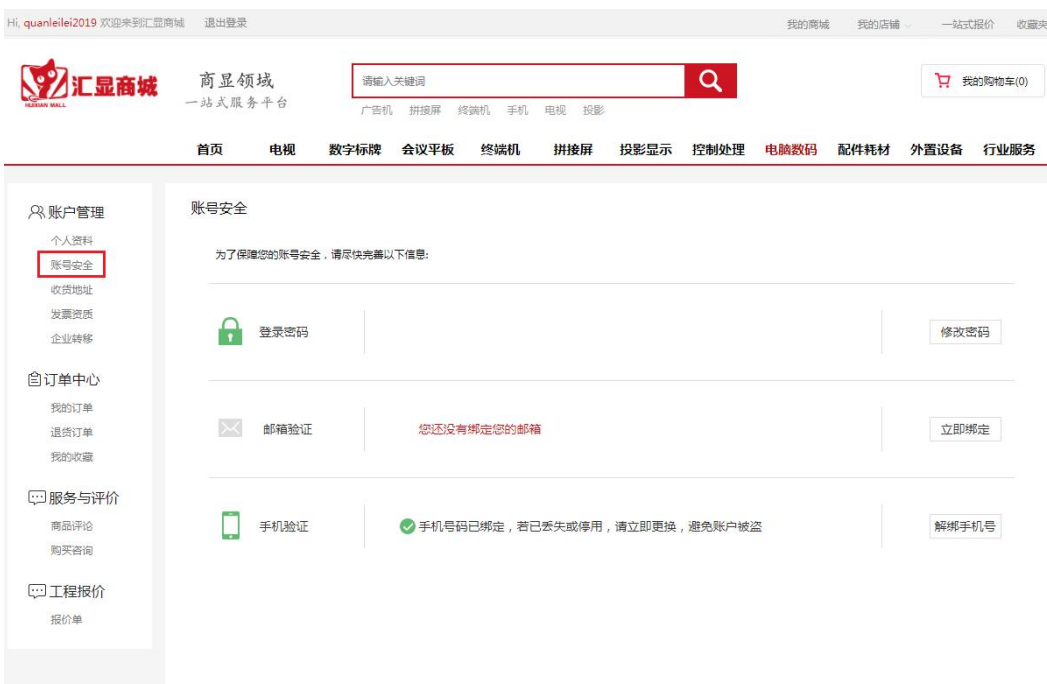 Hi, quanleilei2019 欢迎来到汇显商城 退出登录 我的商城 我的店铺 一站式报价 收藏夹
汇显商城
HUIXIAN MALL
商显领域
一站式服务平台
请输入关键词
我的购物车(0)
广告机 拼接屏 终端机 手机 电视 投影
首页 电视 数字标牌 会议平板 终端机 拼接屏 投影显示 控制处理 电脑数码 配件耗材 外置设备 行业服务
账户管理
个人资料
账号安全
收货地址
发票资质
企业转移
订单中心
我的订单
退货订单
我的收藏
服务与评价
商品评论
购买咨询
工程报价
报价单
账号安全
为了保障您的账号安全，请尽快完善以下信息:
登录密码 修改密码
邮箱验证 您还没有绑定您的邮箱 立即绑定
手机验证 手机号码已绑定，若已丢失或停用，请立即更换，避免账户被盗 解绑手机号